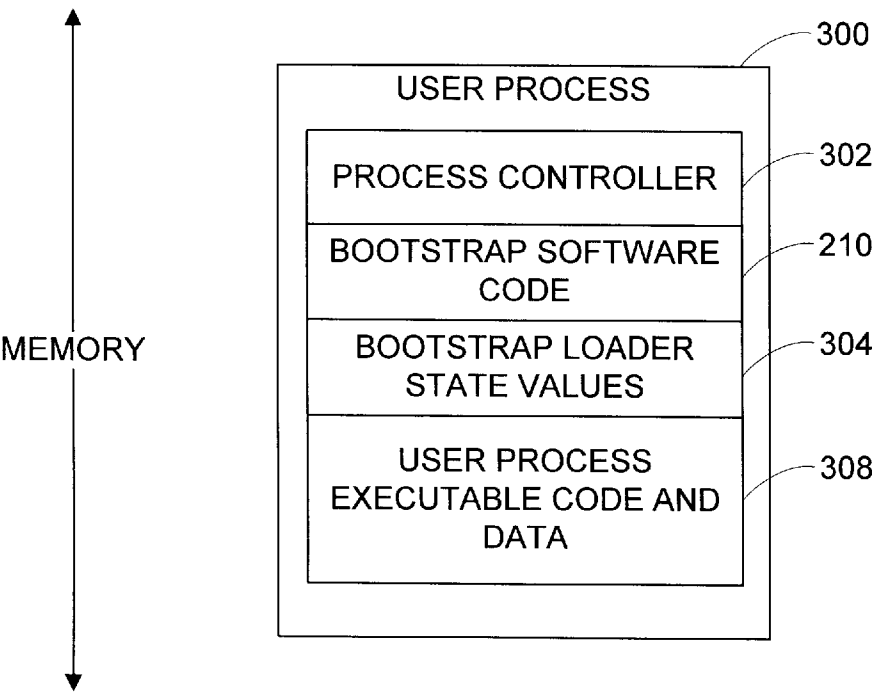 300
USER PROCESS
302
PROCESS CONTROLLER
210
BOOTSTRAP SOFTWARE
CODE
MEMORY
304
BOOTSTRAP LOADER
STATE VALUES
308
USER PROCESS
EXECUTABLE CODE AND
DATA